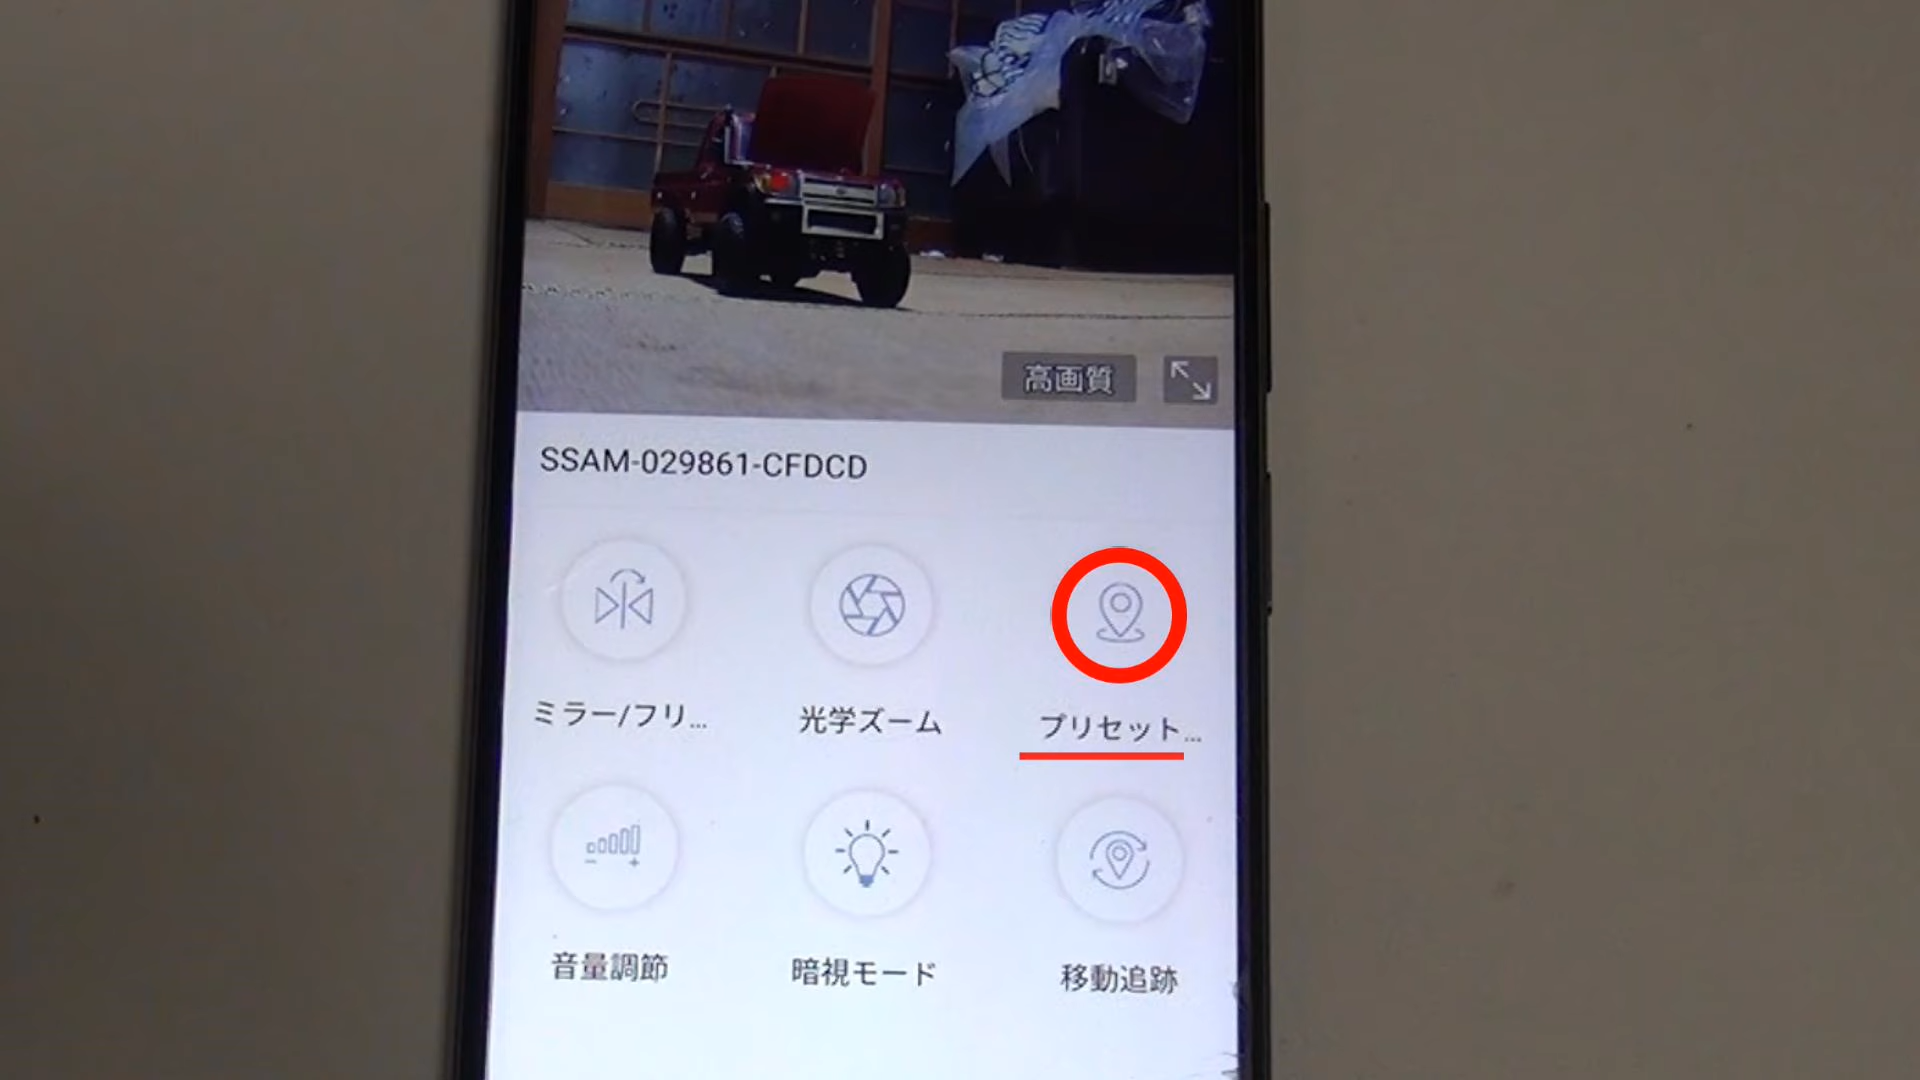 高画質
SSAM-029861-CFDCD
ミラー/フリ...
光学ズーム
プリセット...
音量調節
暗視モード
移動追跡